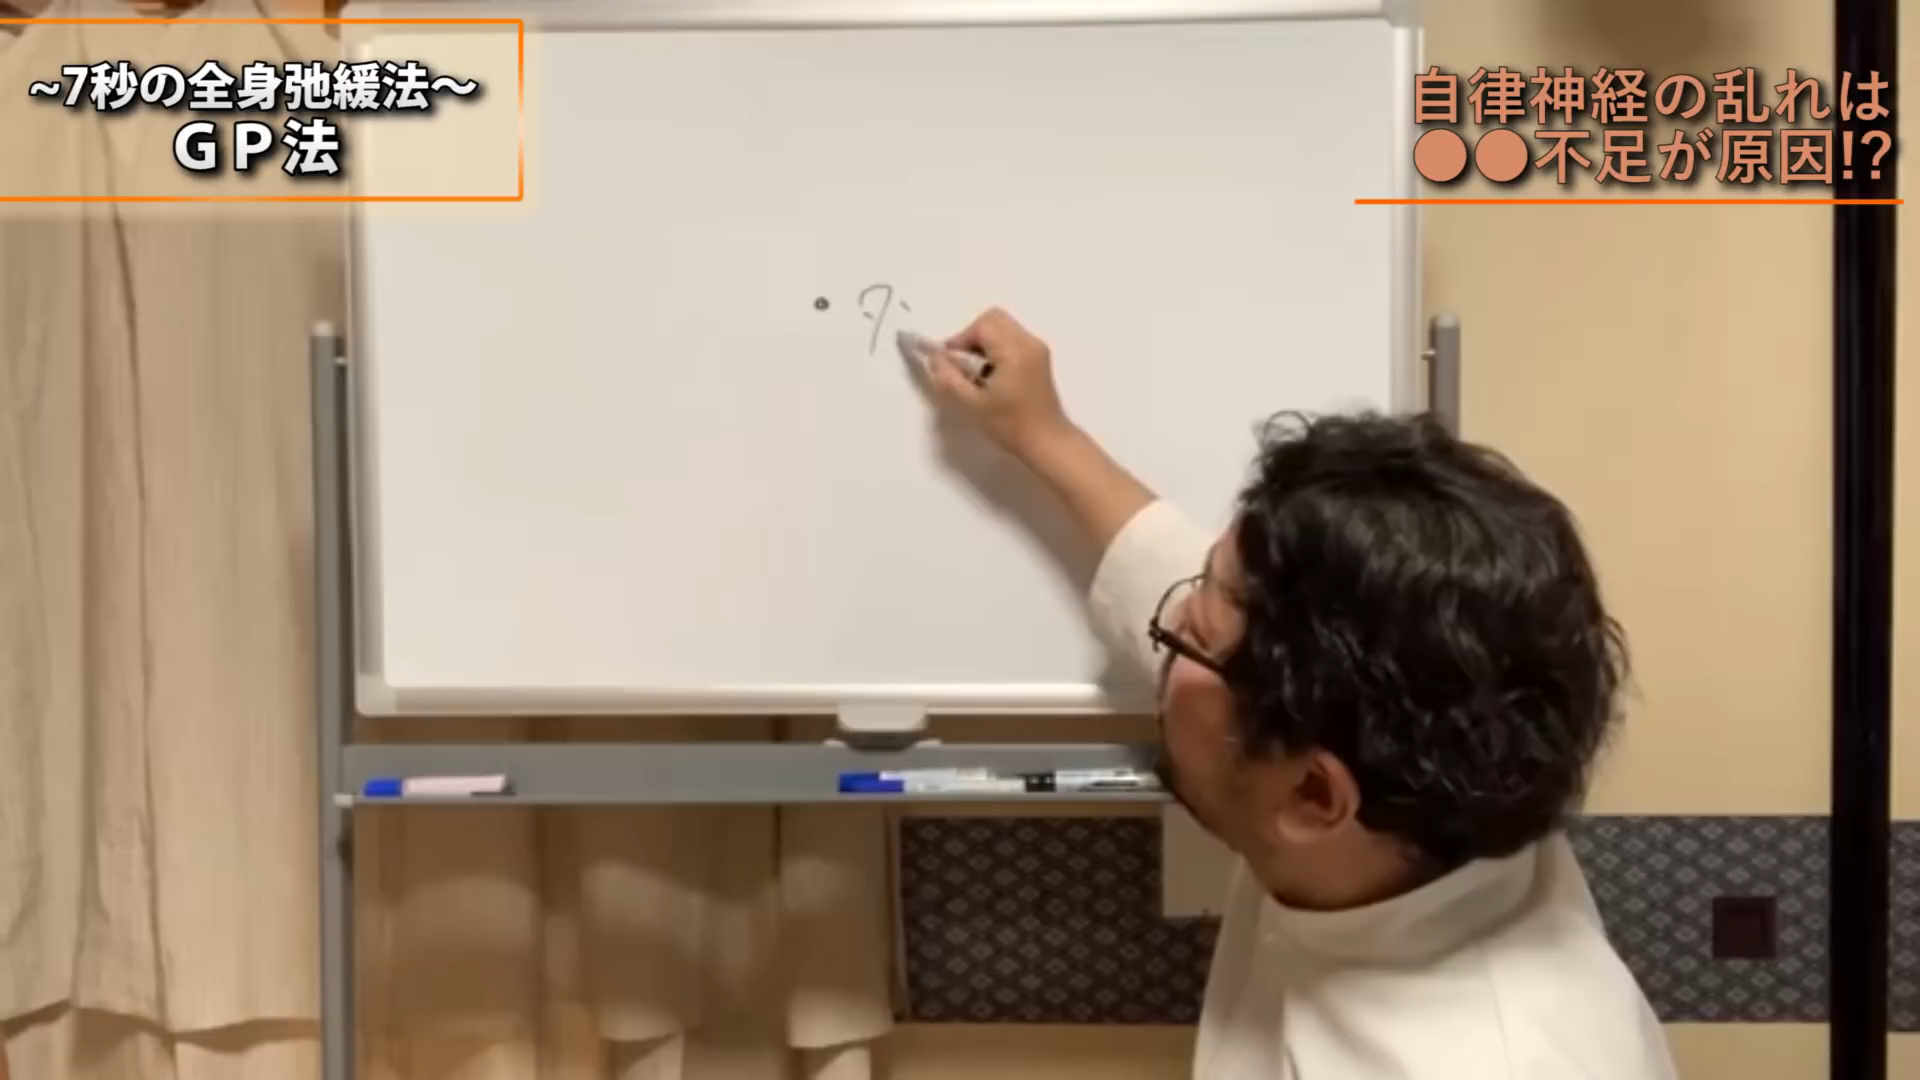 ~7秒の全身弛緩法～
ＧＰ法
自律神経の乱れは
●●不足が原因!?